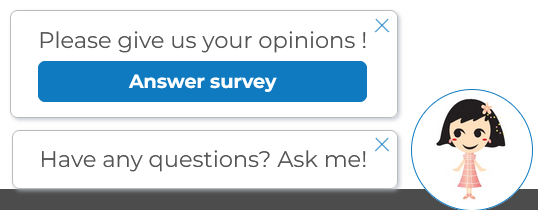 Please give us your opinions !
Answer survey
Have any questions? Ask me!